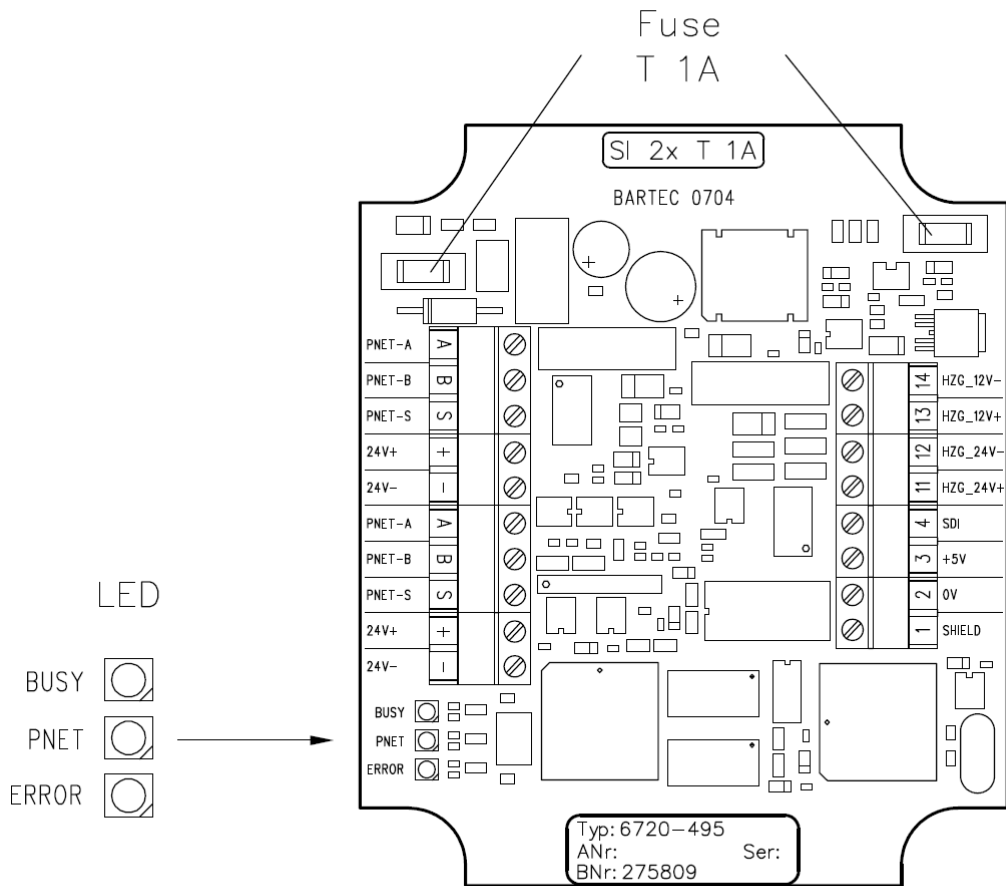 Fuse
T 1A
SI 2x T 1A
BARTEC 0704
PNET-A A
PNET-B B
PNET-S S
24V+ +
24V- -
PNET-A A
PNET-B B
PNET-S S
24V+ +
24V- -
14 HZG_12V-
13 HZG_12V+
12 HZG_24V-
11 HZG_24V+
4 SDI
3 +5V
2 0V
1 SHIELD
LED
BUSY
PNET
ERROR
BUSY
PNET
ERROR
Typ: 6720-495
ANr: Ser:
BNr: 275809